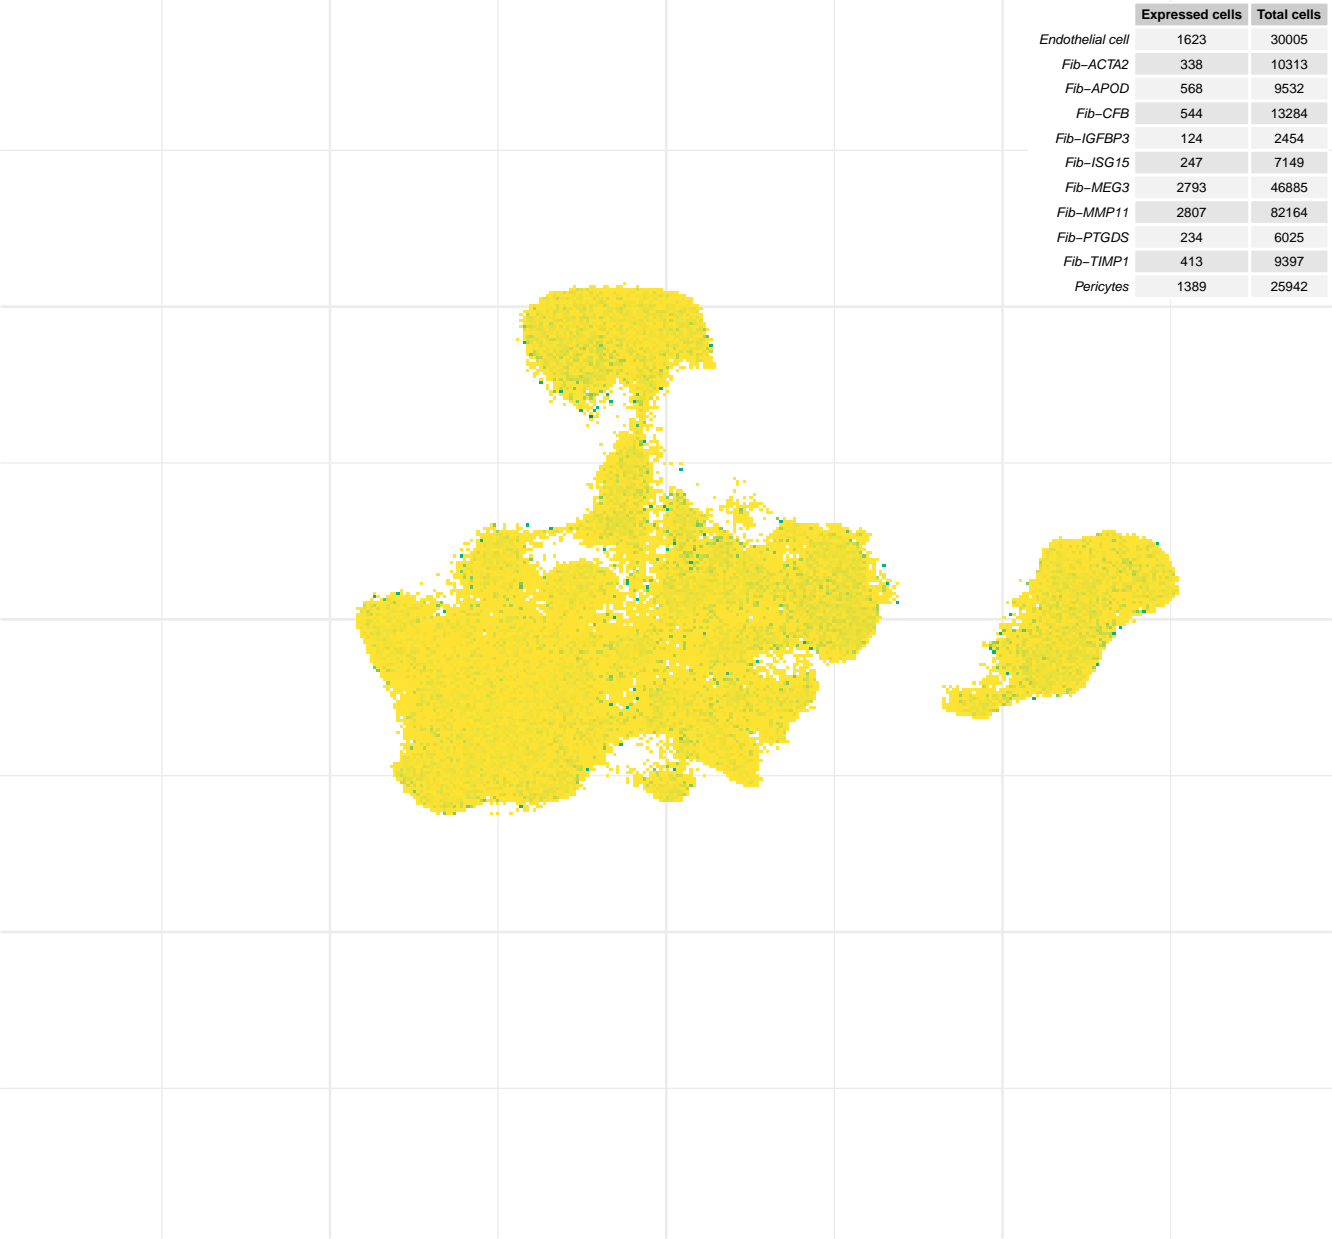 Expressed cells Total cells
Endothelial cell 1623 30005
Fib−ACTA2 338 10313
Fib−APOD 568 9532
Fib−CFB 544 13284
Fib−IGFBP3 124 2454
Fib−ISG15 247 7149
Fib−MEG3 2793 46885
Fib−MMP11 2807 82164
Fib−PTGDS 234 6025
Fib−TIMP1 413 9397
Pericytes 1389 25942